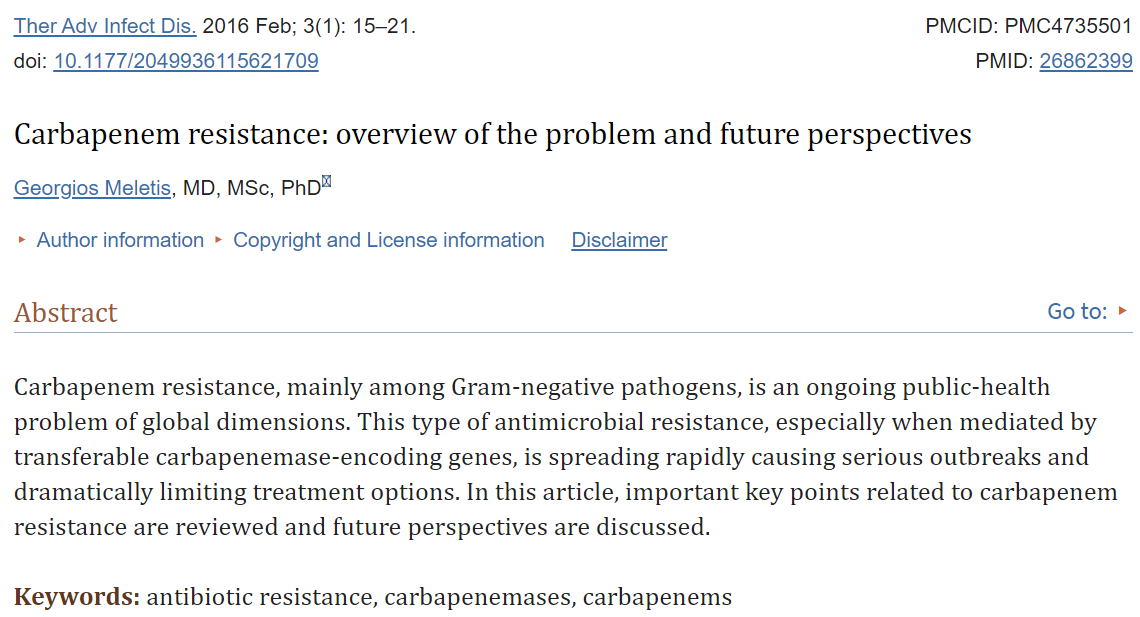 Ther Adv Infect Dis. 2016 Feb; 3(1): 15–21. PMCID: PMC4735501
doi: 10.1177/2049936115621709 PMID: 26862399
Carbapenem resistance: overview of the problem and future perspectives
Georgios Meletis, MD, MSc, PhD
Author information Copyright and License information Disclaimer
Abstract Go to:
Carbapenem resistance, mainly among Gram-negative pathogens, is an ongoing public-health
problem of global dimensions. This type of antimicrobial resistance, especially when mediated by
transferable carbapenemase-encoding genes, is spreading rapidly causing serious outbreaks and
dramatically limiting treatment options. In this article, important key points related to carbapenem
resistance are reviewed and future perspectives are discussed.
Keywords: antibiotic resistance, carbapenemases, carbapenems